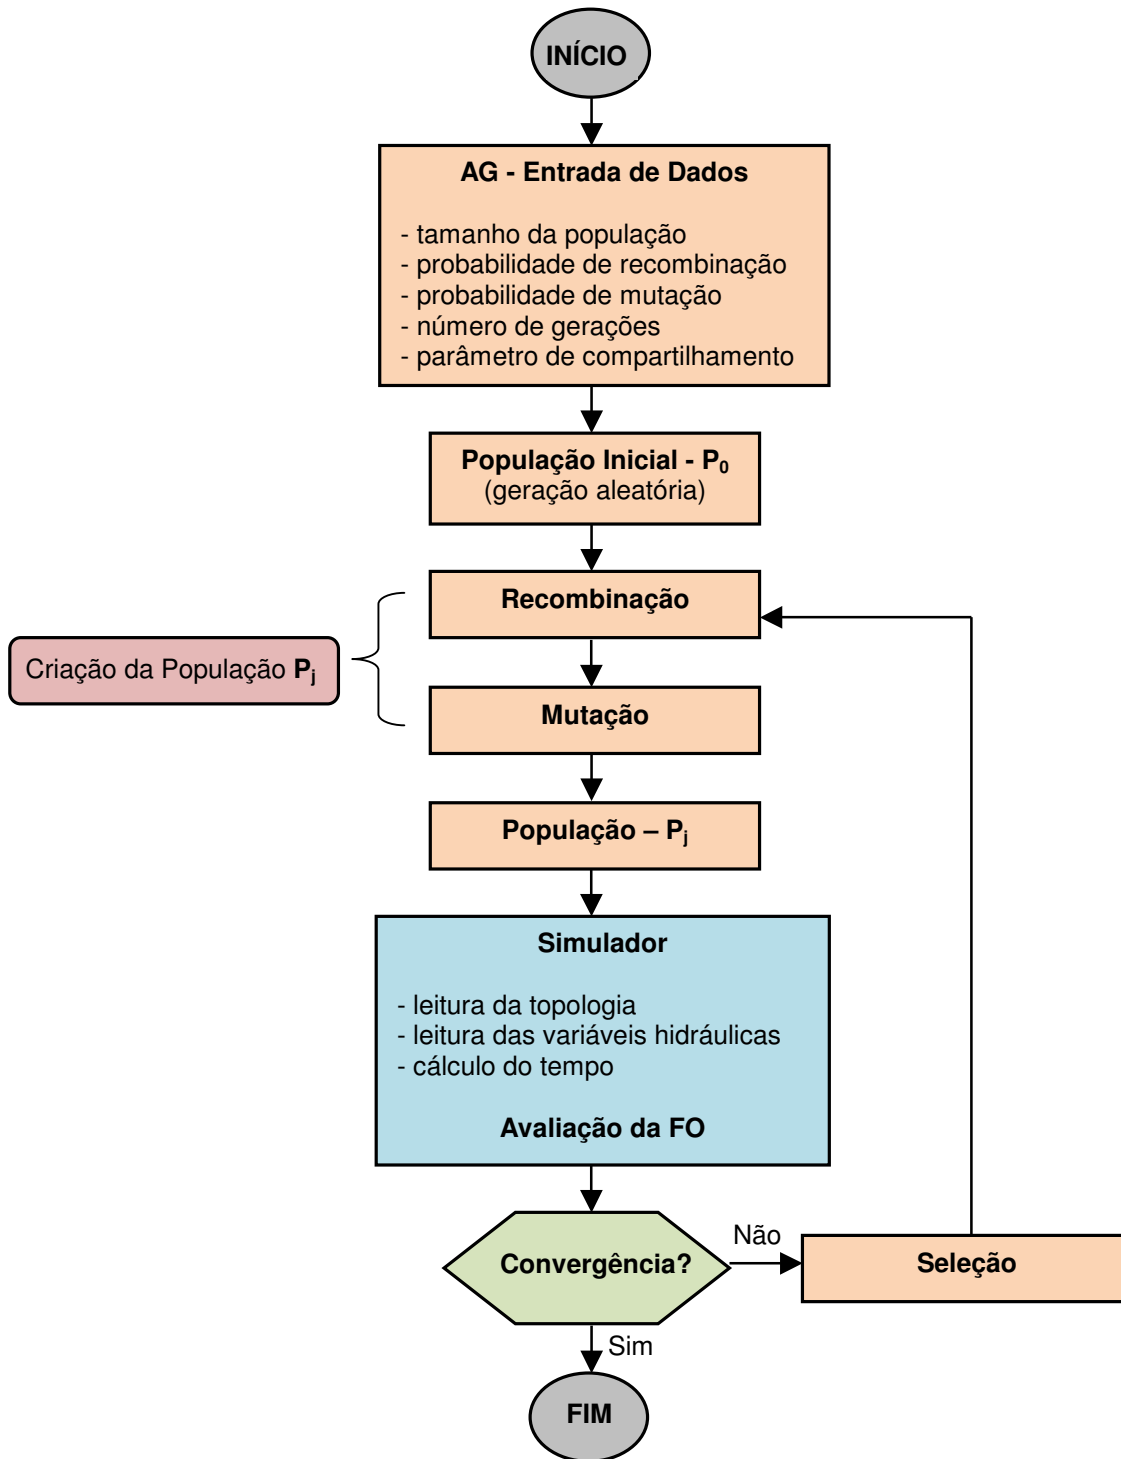 INÍCIO
AG - Entrada de Dados
- tamanho da população
- probabilidade de recombinação
- probabilidade de mutação
- número de gerações
- parâmetro de compartilhamento
População Inicial - P₀
(geração aleatória)
Recombinação
Criação da População Pⱼ
Mutação
População – Pⱼ
Simulador
- leitura da topologia
- leitura das variáveis hidráulicas
- cálculo do tempo
Avaliação da FO
Convergência?
Não
Seleção
Sim
FIM